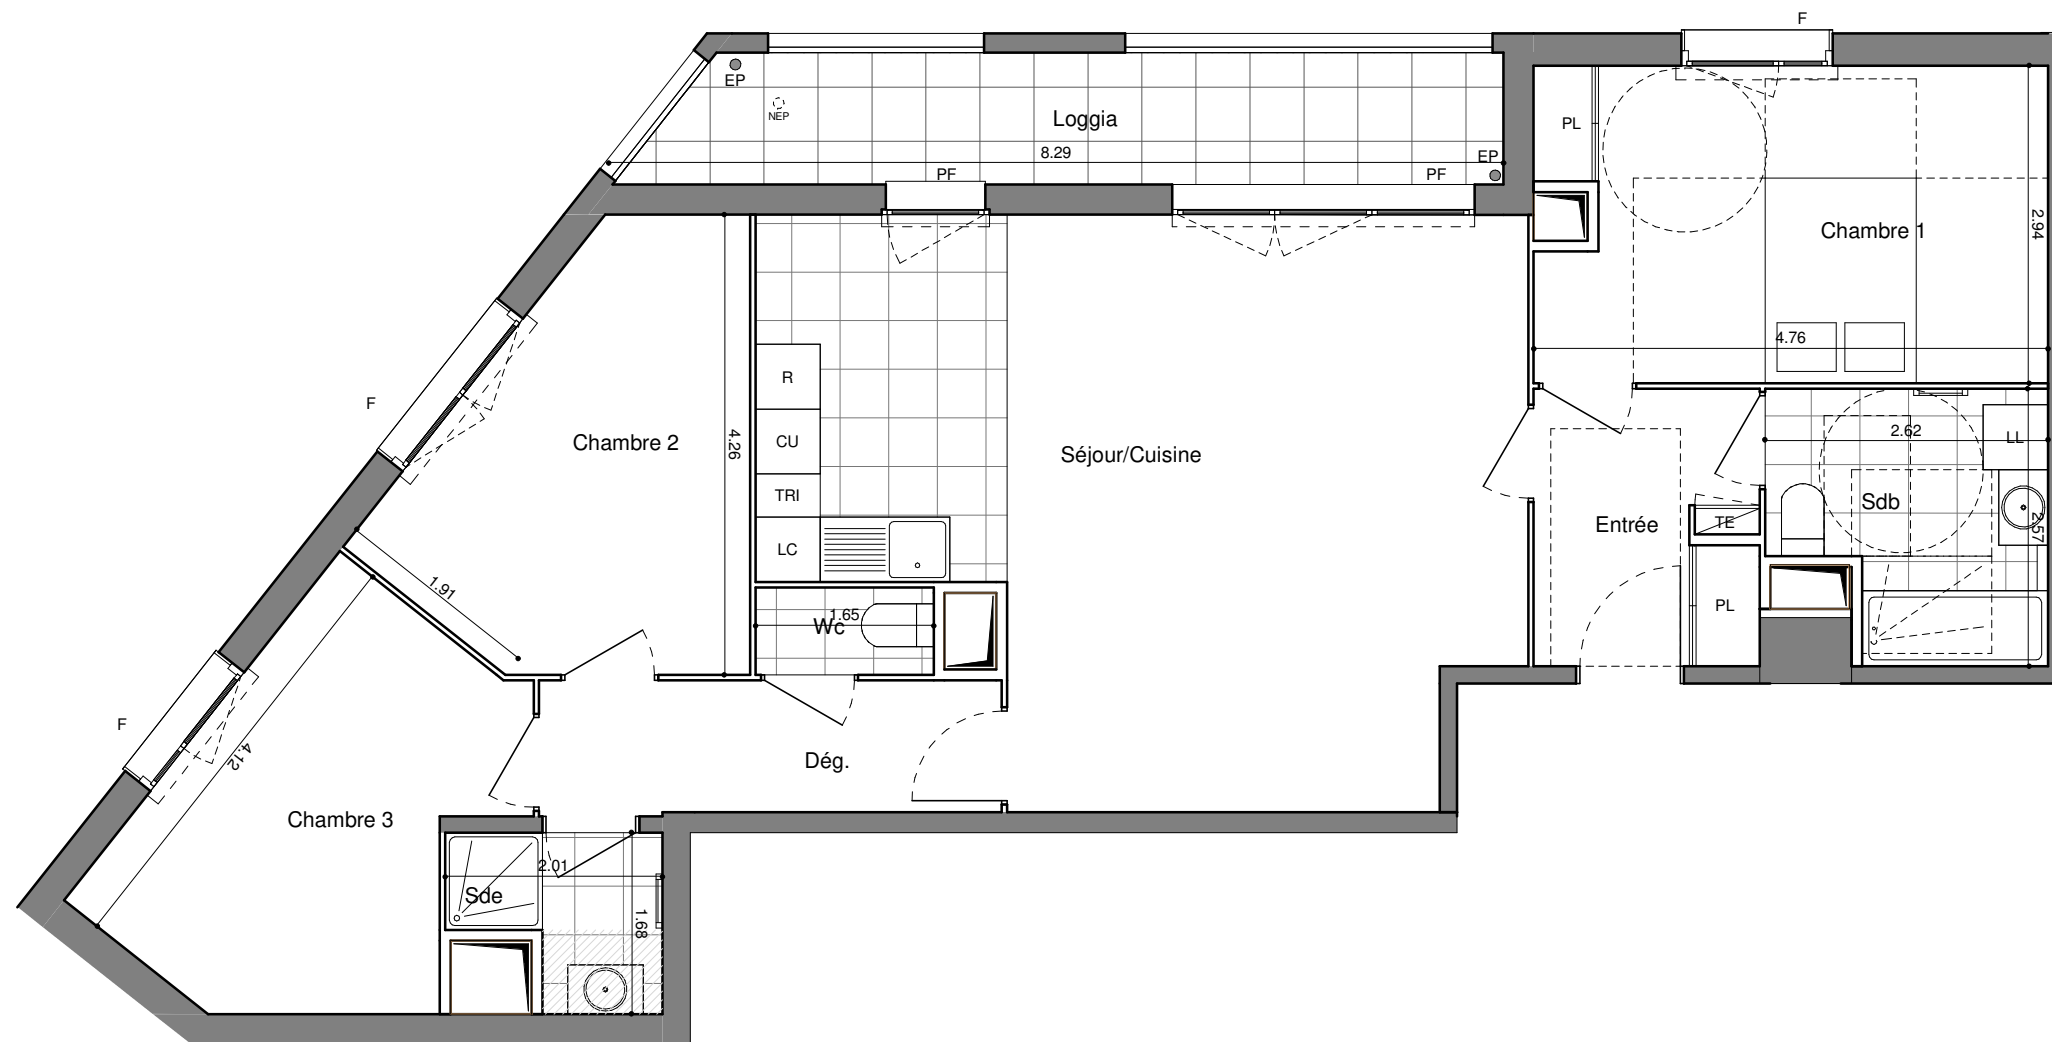 F
EP
NEP
Loggia
8.29
EP
PF
PF
PL
Chambre 1
2.94
4.76
R
CU
TRI
LC
F
Chambre 2
4.26
Séjour/Cuisine
2.62
LL
Sdb
2.57
Entrée
TE
PL
1.91
1.65
Wc
F
4.12
Dég.
Chambre 3
2.01
Sde
1.68